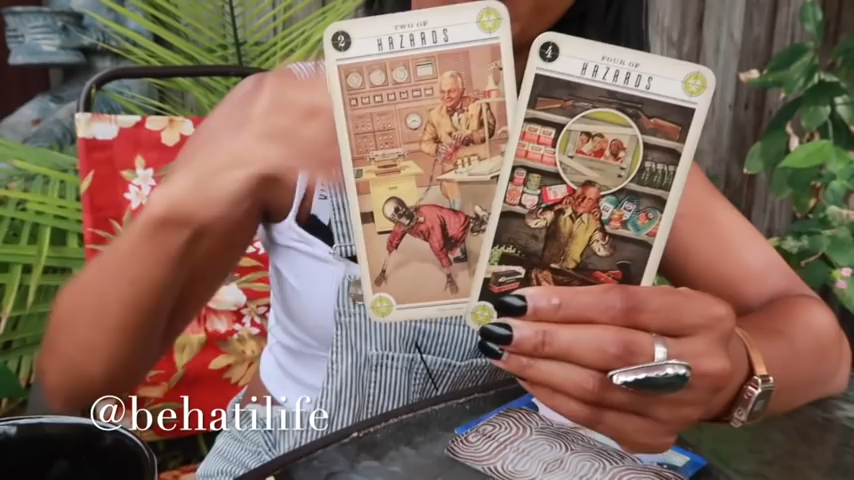 2
TWO OF
HAZARDS
4
FOUR OF
HAZARDS
@behatilife